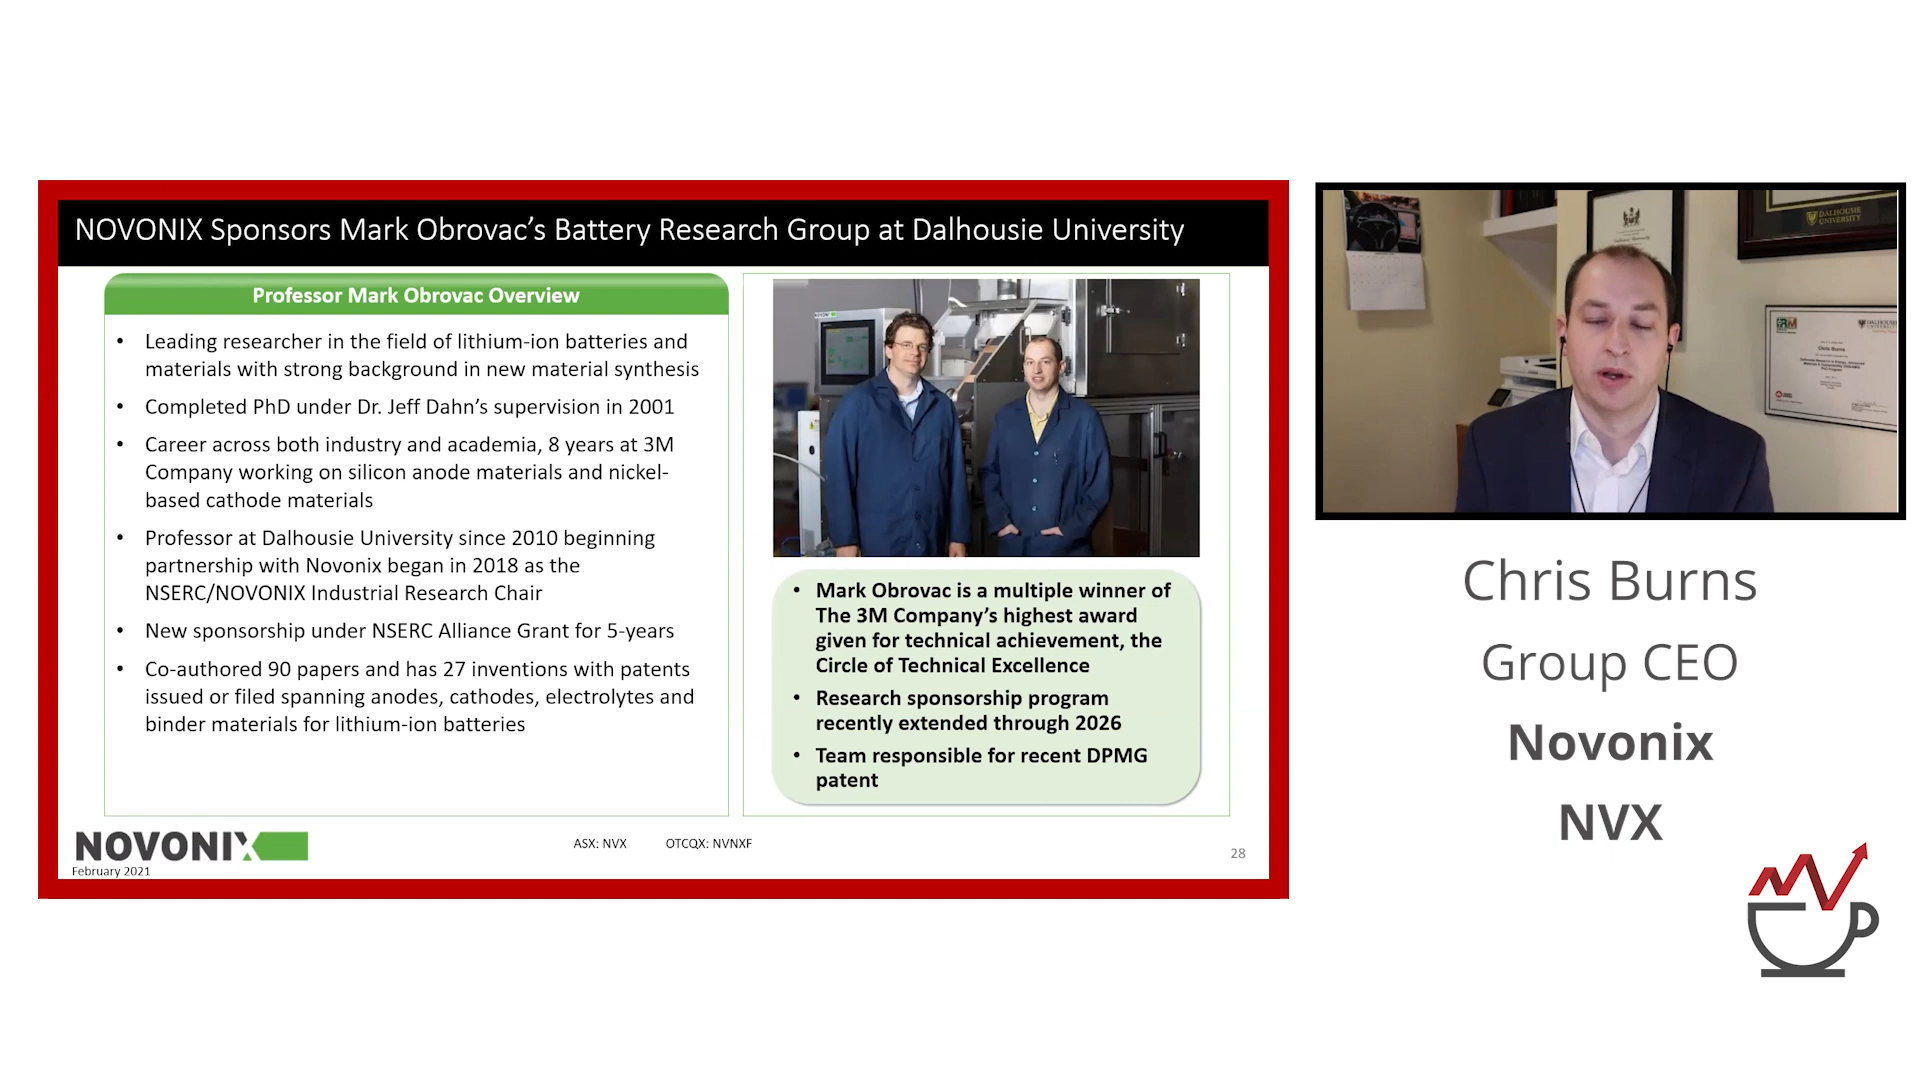 NOVONIX Sponsors Mark Obrovac's Battery Research Group at Dalhousie University
Professor Mark Obrovac Overview
• Leading researcher in the field of lithium-ion batteries and
materials with strong background in new material synthesis
• Completed PhD under Dr. Jeff Dahn's supervision in 2001
• Career across both industry and academia, 8 years at 3M
Company working on silicon anode materials and nickel-
based cathode materials
• Professor at Dalhousie University since 2010 beginning
partnership with Novonix began in 2018 as the
NSERC/NOVONIX Industrial Research Chair
• New sponsorship under NSERC Alliance Grant for 5-years
• Co-authored 90 papers and has 27 inventions with patents
issued or filed spanning anodes, cathodes, electrolytes and
binder materials for lithium-ion batteries
NOVONIX
• Mark Obrovac is a multiple winner of
The 3M Company's highest award
given for technical achievement, the
Circle of Technical Excellence
• Research sponsorship program
recently extended through 2026
• Team responsible for recent DPMG
patent
NOVONIX
February 2021
ASX: NVX OTCQX: NVNXF
28
DALHOUSIE
UNIVERSITY
DALHOUSIE
Chris Burns
Chris Burns
Group CEO
Novonix
NVX